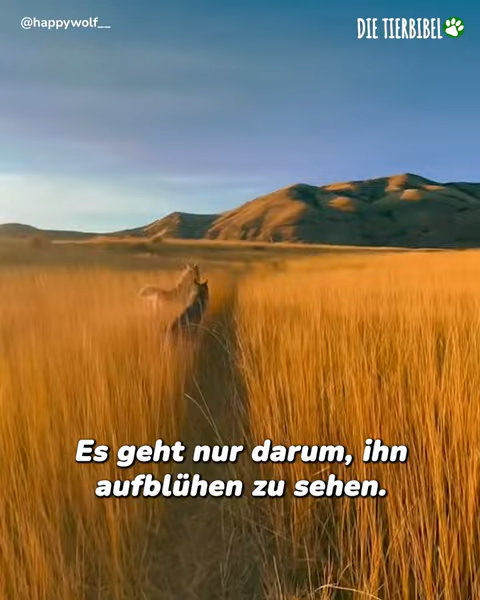 @happywolf__
DIE TIERBIBEL
Es geht nur darum, ihn
aufblühen zu sehen.